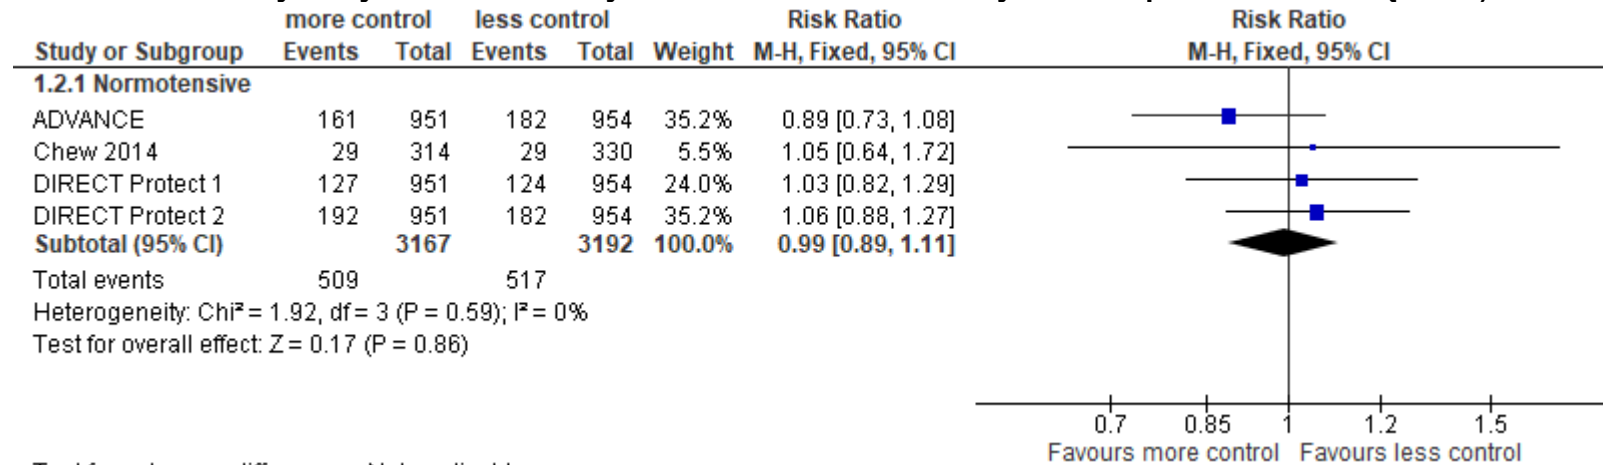 more control less control Risk Ratio Risk Ratio
Study or Subgroup Events Total Events Total Weight M-H, Fixed, 95% CI M-H, Fixed, 95% CI
1.2.1 Normotensive
ADVANCE 161 951 182 954 35.2% 0.89 [0.73, 1.08]
Chew 2014 29 314 29 330 5.5% 1.05 [0.64, 1.72]
DIRECT Protect 1 127 951 124 954 24.0% 1.03 [0.82, 1.29]
DIRECT Protect 2 192 951 182 954 35.2% 1.06 [0.88, 1.27]
Subtotal (95% CI) 3167 3192 100.0% 0.99 [0.89, 1.11]
Total events 509 517
Heterogeneity: Chi² = 1.92, df = 3 (P = 0.59); I² = 0%
Test for overall effect: Z = 0.17 (P = 0.86)
0.7 0.85 1 1.2 1.5
Favours more control Favours less control